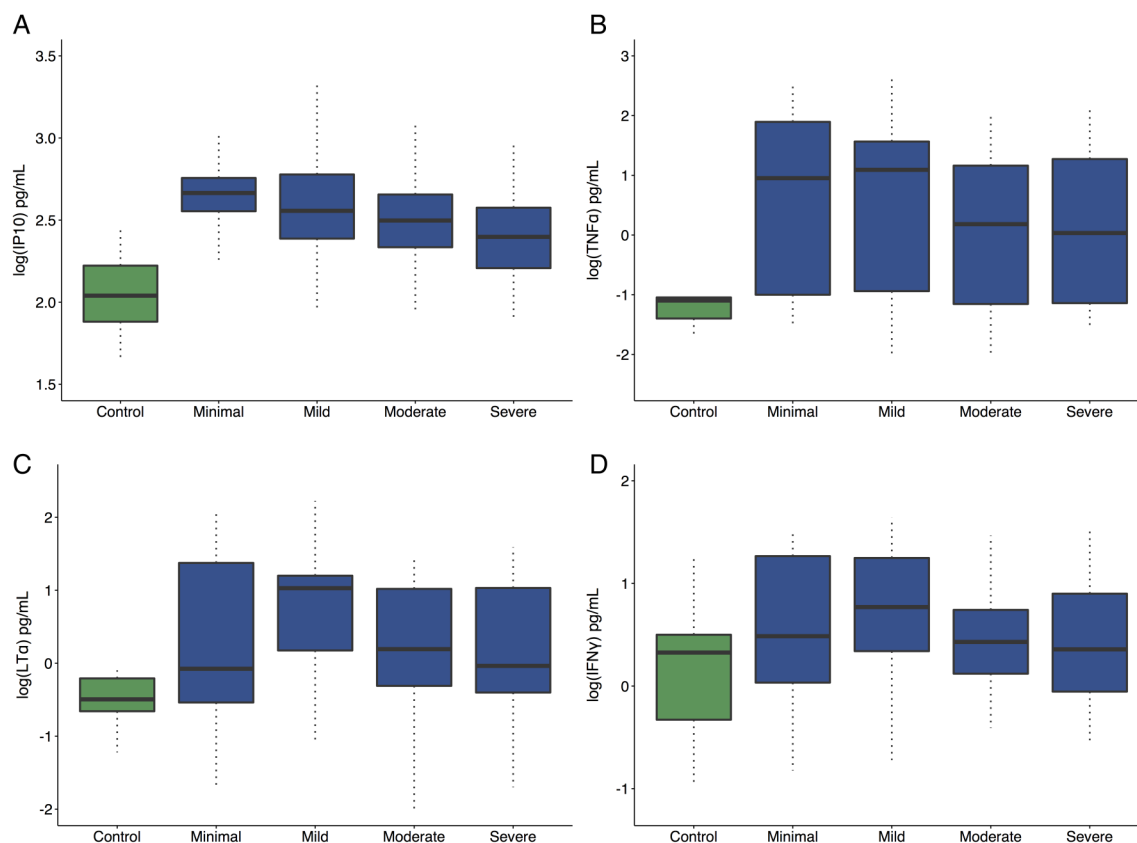 A
log(IP10) pg/mL
3.5
3.0
2.5
2.0
1.5
Control Minimal Mild Moderate Severe
B
log(TNFα) pg/mL
3
2
1
0
-1
-2
Control Minimal Mild Moderate Severe
C
log(LTα) pg/mL
2
1
0
-1
-2
Control Minimal Mild Moderate Severe
D
log(IFNγ) pg/mL
2
1
0
-1
Control Minimal Mild Moderate Severe